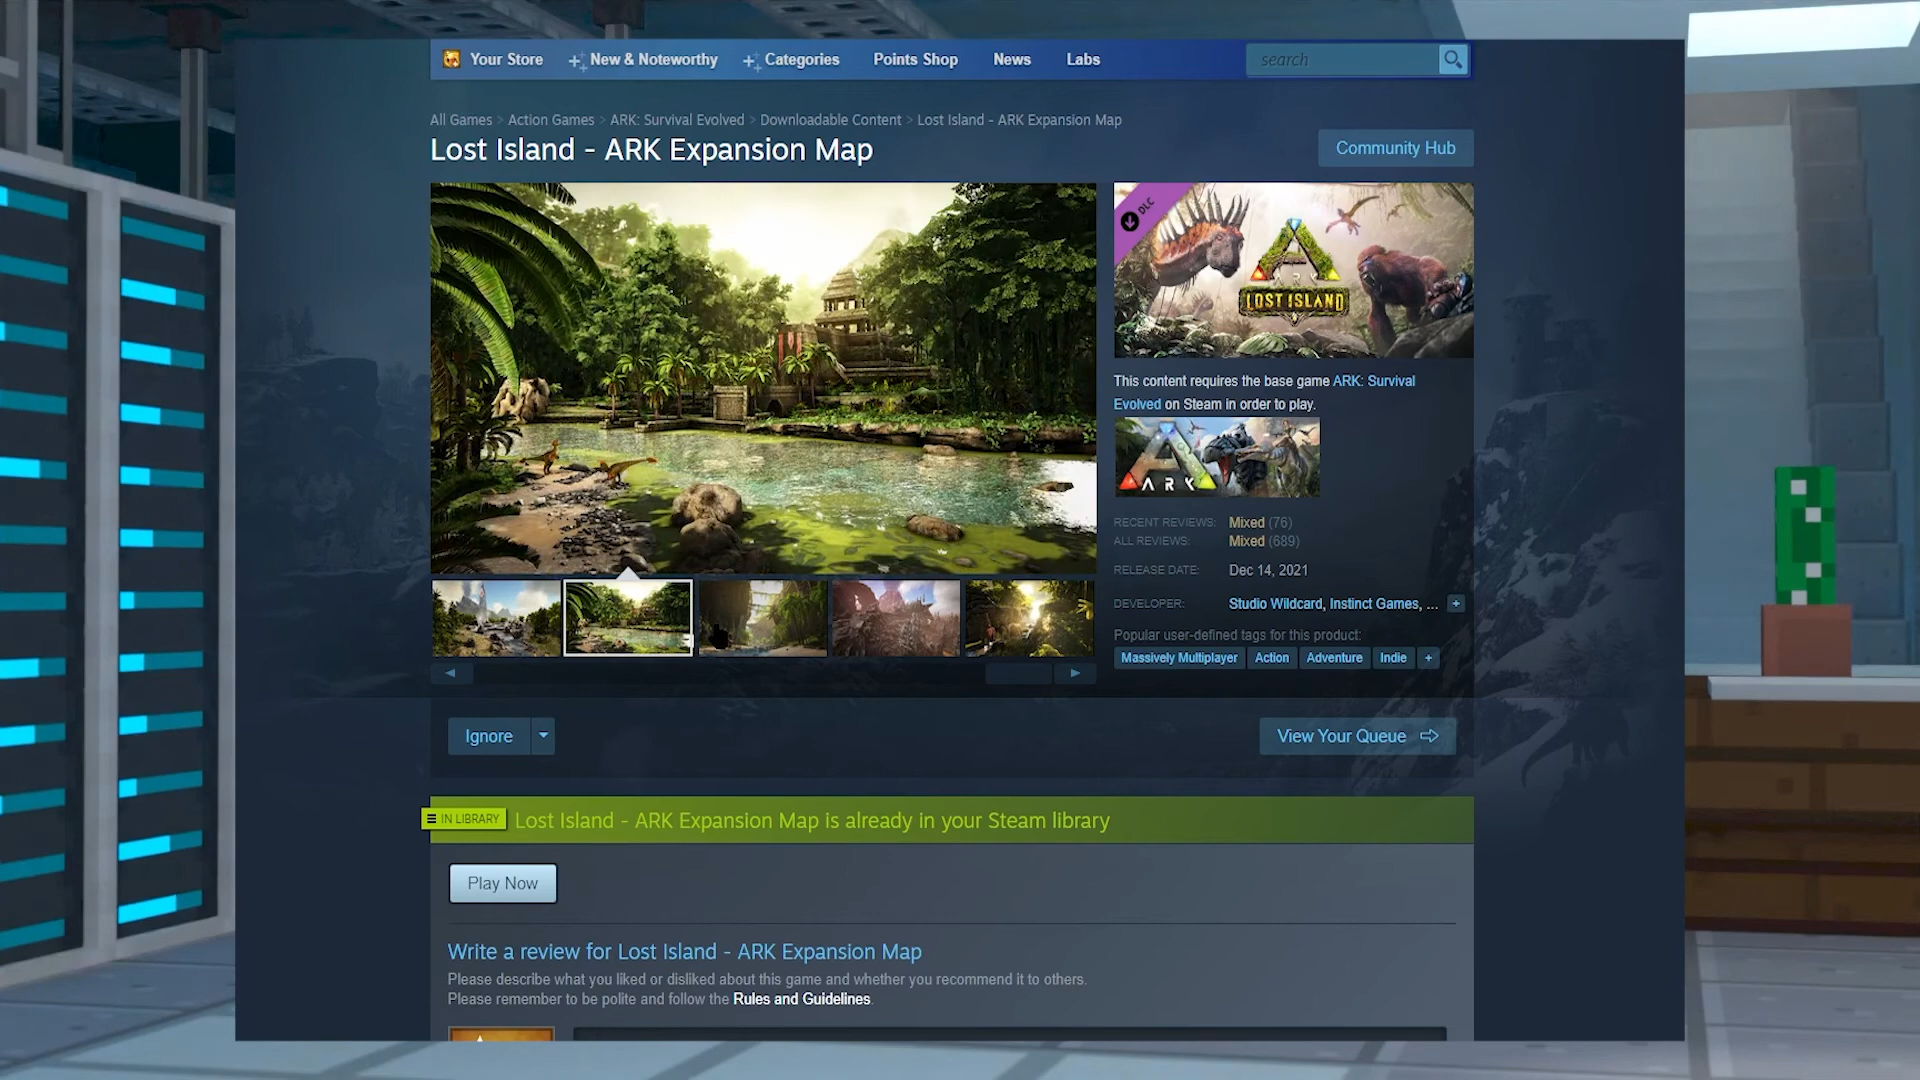 Your Store
New & Noteworthy
Categories
Points Shop
News
Labs
search
All Games > Action Games > ARK: Survival Evolved > Downloadable Content > Lost Island - ARK Expansion Map
Lost Island - ARK Expansion Map
Community Hub
DLC
ARK
LOST ISLAND
This content requires the base game ARK: Survival
Evolved on Steam in order to play.
ARK
RECENT REVIEWS: Mixed (76)
ALL REVIEWS: Mixed (689)
RELEASE DATE: Dec 14, 2021
DEVELOPER: Studio Wildcard, Instinct Games, ... +
Popular user-defined tags for this product:
Massively Multiplayer Action Adventure Indie +
Ignore
View Your Queue
IN LIBRARY
Lost Island - ARK Expansion Map is already in your Steam library
Play Now
Write a review for Lost Island - ARK Expansion Map
Please describe what you liked or disliked about this game and whether you recommend it to others.
Please remember to be polite and follow the Rules and Guidelines.